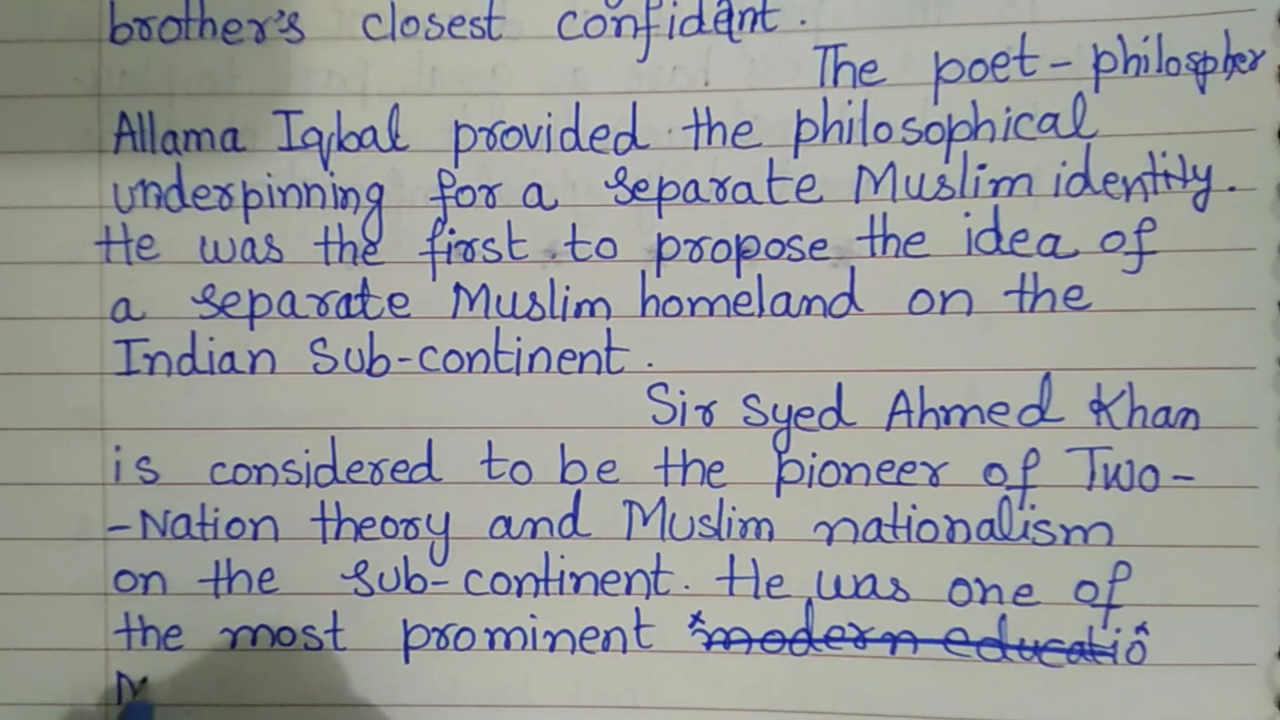 brother's closest confidant.
The poet-philospher
Allama Iqbal provided the philosophical
underpinning for a separate Muslim identity.
He was the first to propose the idea of
a separate Muslim homeland on the
Indian Sub-continent.
Sir Syed Ahmed Khan
is considered to be the pioneer of Two-
-Nation theory and Muslim nationalism
on the sub-continent. He was one of
the most prominent modern educatio